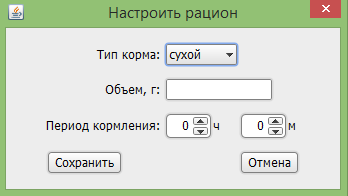 Настроить рацион
Тип корма: сухой
Объем, г:
Период кормления: 0 ч 0 м
Сохранить Отмена